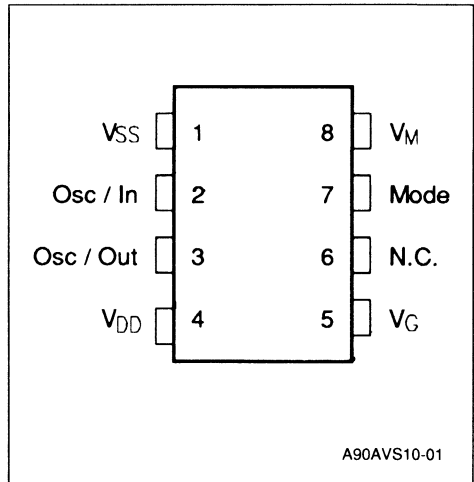 VSS 1 8 VM
Osc / In 2 7 Mode
Osc / Out 3 6 N.C.
VDD 4 5 VG
A90AVS10-01